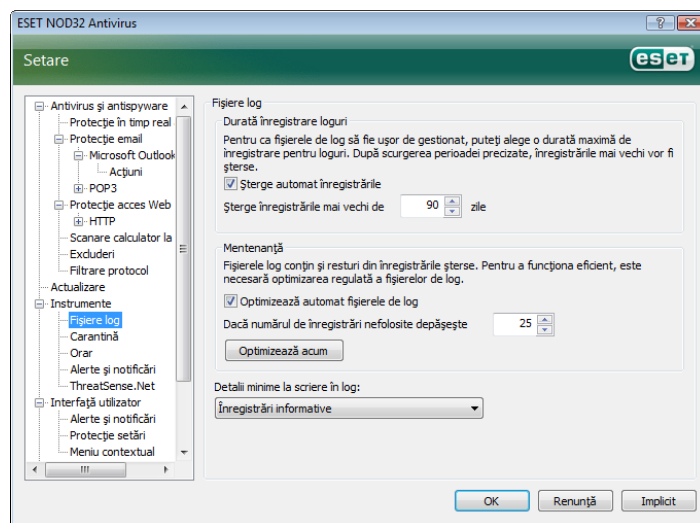 ESET NOD32 Antivirus
Setare
eseT
Antivirus și antispyware
Protecție în timp real
Protecție email
Microsoft Outlook
Acțiuni
POP3
Protecție acces Web
HTTP
Scanare calculator la
Excluderi
Filtrare protocol
Actualizare
Instrumente
Fișiere log
Carantină
Orar
Alerte și notificări
ThreatSense.Net
Interfață utilizator
Alerte și notificări
Protecție setări
Meniu contextual
Fișiere log
Durată înregistrare loguri
Pentru ca fișierele de log să fie ușor de gestionat, puteți alege o durată maximă de
înregistrare pentru loguri. După scurgerea perioadei precizate, înregistrările mai vechi vor fi
șterse.
Șterge automat înregistrările
Șterge înregistrările mai vechi de 90 zile
Mentenanță
Fișierele log conțin și resturi din înregistrările șterse. Pentru a funcționa eficient, este
necesară optimizarea regulată a fișierelor de log.
Optimizează automat fișierele de log
Dacă numărul de înregistrări nefolosite depășește 25
Optimizează acum
Detalii minime la scriere în log:
Înregistrări informative
OK Renunță Implicit